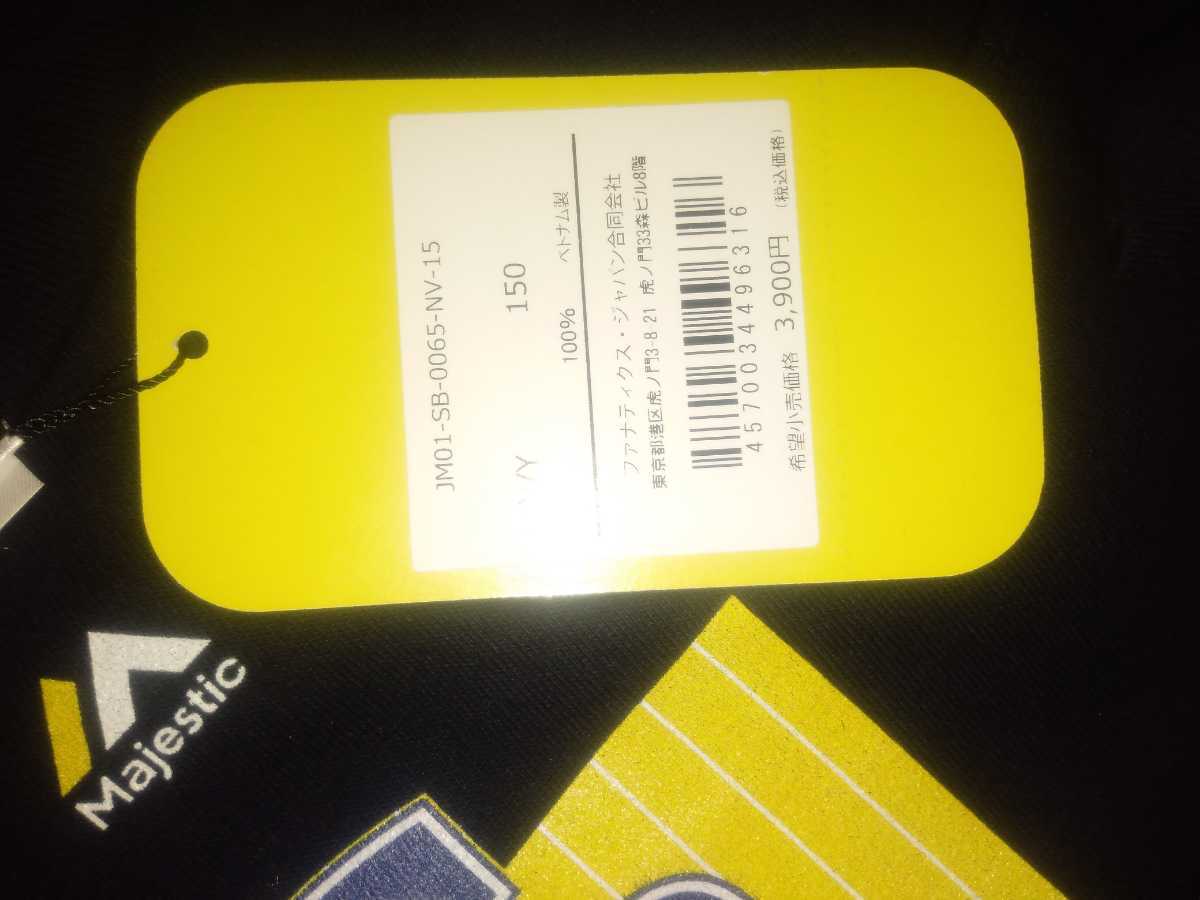 JM01-SB-0065-NV-15
VY 150
100% ベトナム製
ファナティクス・ジャパン合同会社
東京都港区虎ノ門3-8 21 虎ノ門33森ビル8階
4570034496316
希望小売価格 3,900円 (税込価格)
Majestic